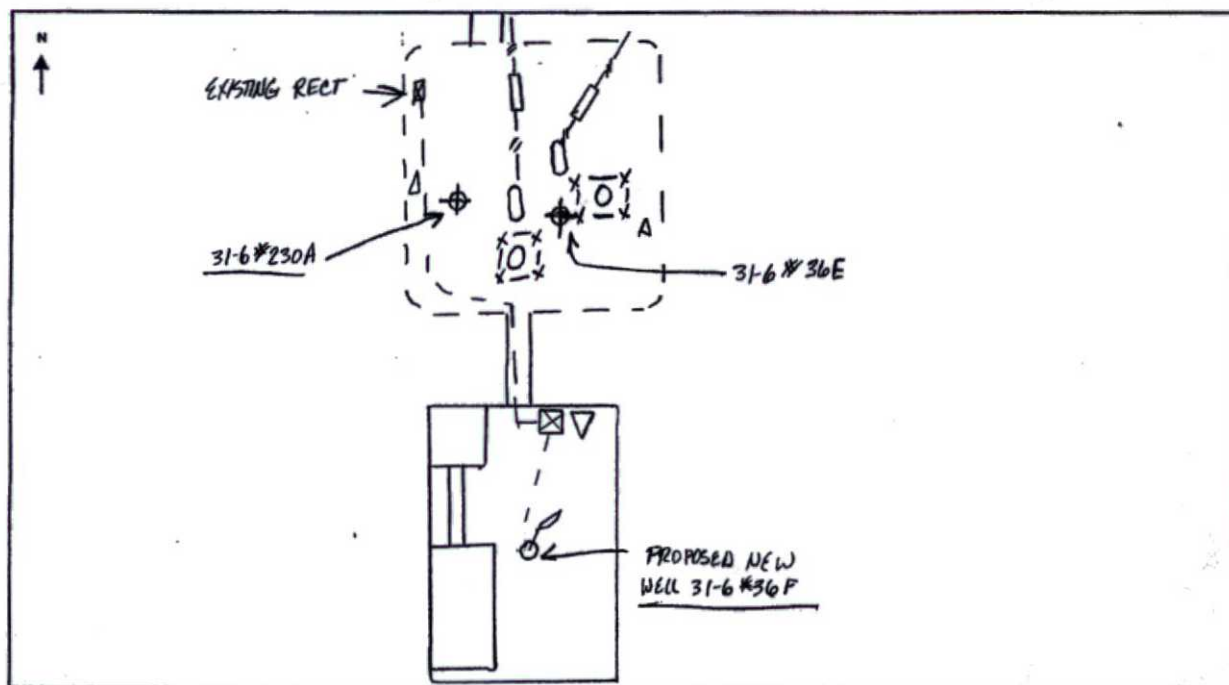 N
EXISTING RECT
31-6 #230A
31-6 # 36E
PROPOSED NEW
WELL 31-6 #36F